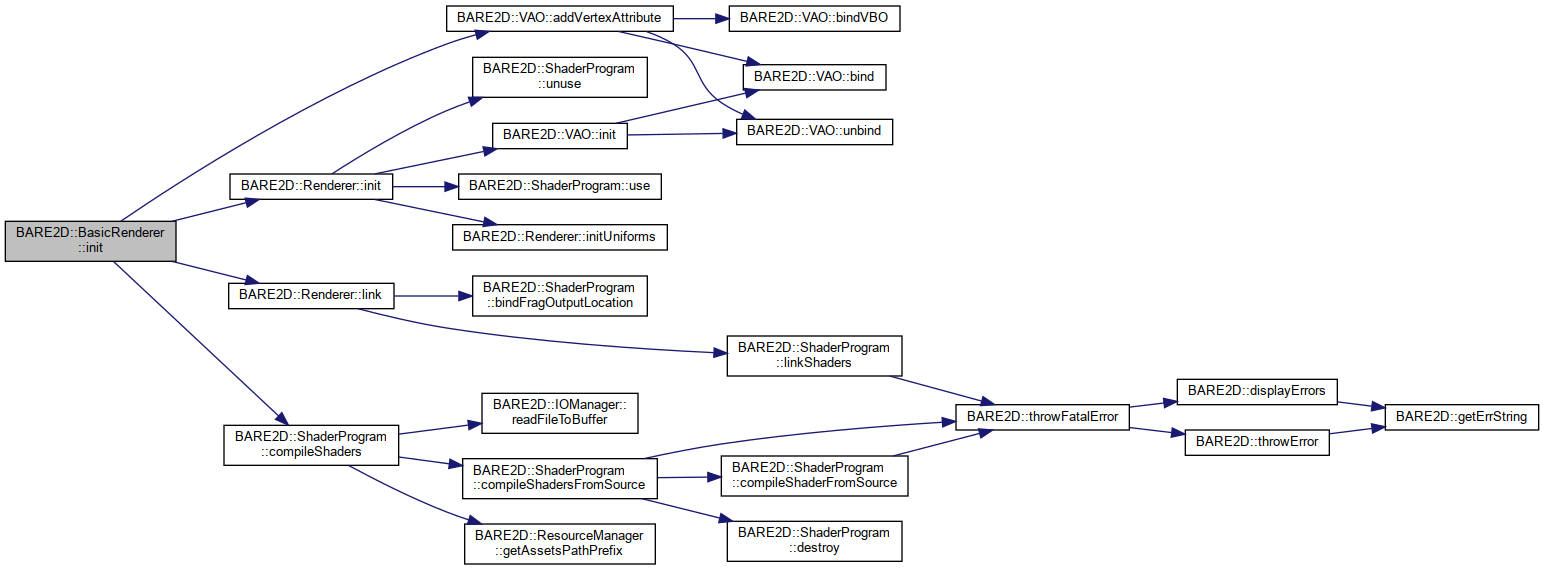 BARE2D::BasicRenderer
::init
BARE2D::VAO::addVertexAttribute
BARE2D::VAO::bindVBO
BARE2D::VAO::bind
BARE2D::VAO::unbind
BARE2D::Renderer::init
BARE2D::ShaderProgram
::unuse
BARE2D::VAO::init
BARE2D::ShaderProgram::use
BARE2D::Renderer::initUniforms
BARE2D::Renderer::link
BARE2D::ShaderProgram
::bindFragOutputLocation
BARE2D::ShaderProgram
::linkShaders
BARE2D::throwFatalError
BARE2D::displayErrors
BARE2D::getErrString
BARE2D::throwError
BARE2D::ShaderProgram
::compileShaders
BARE2D::IOManager::
readFileToBuffer
BARE2D::ShaderProgram
::compileShadersFromSource
BARE2D::ShaderProgram
::compileShaderFromSource
BARE2D::ShaderProgram
::destroy
BARE2D::ResourceManager
::getAssetsPathPrefix